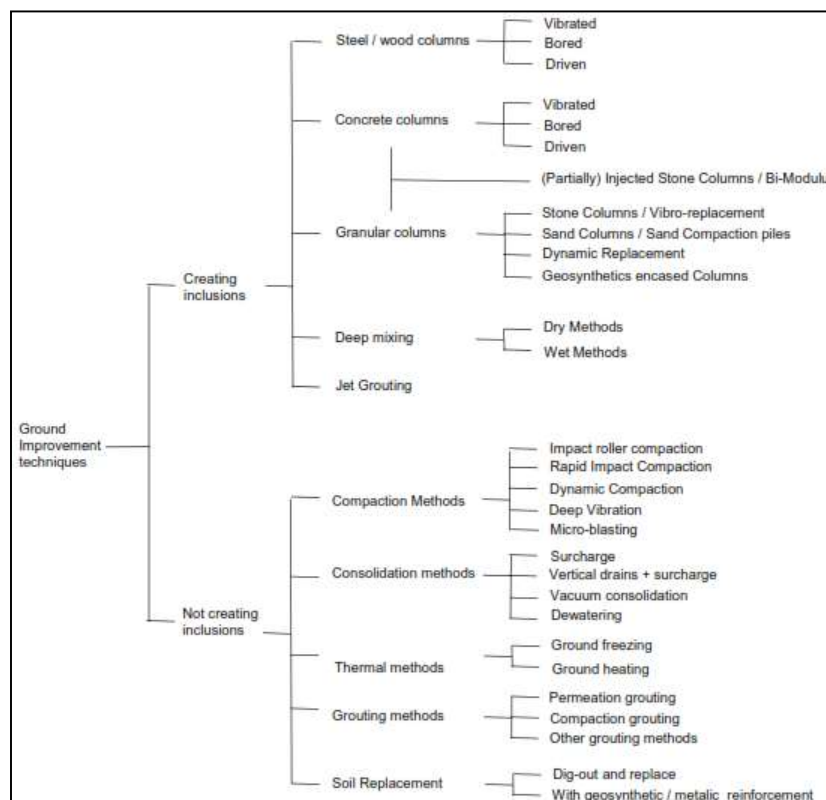 Steel / wood columns
Vibrated
Bored
Driven
Concrete columns
Vibrated
Bored
Driven
(Partially) Injected Stone Columns / Bi-Modulu
Granular columns
Stone Columns / Vibro-replacement
Sand Columns / Sand Compaction piles
Dynamic Replacement
Geosynthetics encased Columns
Creating
inclusions
Deep mixing
Dry Methods
Wet Methods
Jet Grouting
Ground
Improvement
techniques
Compaction Methods
Impact roller compaction
Rapid Impact Compaction
Dynamic Compaction
Deep Vibration
Micro-blasting
Consolidation methods
Surcharge
Vertical drains + surcharge
Vacuum consolidation
Dewatering
Not creating
inclusions
Thermal methods
Ground freezing
Ground heating
Grouting methods
Permeation grouting
Compaction grouting
Other grouting methods
Soil Replacement
Dig-out and replace
With geosynthetic / metalic reinforcement